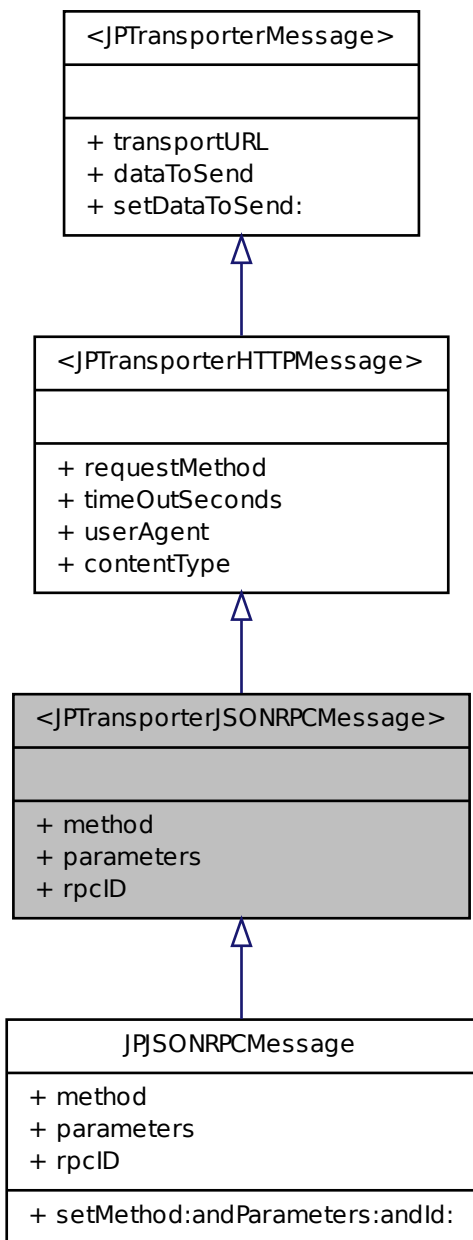 <JPTransporterMessage>
+ transportURL
+ dataToSend
+ setDataToSend:
<JPTransporterHTTPMessage>
+ requestMethod
+ timeOutSeconds
+ userAgent
+ contentType
<JPTransporterJSONRPCMessage>
+ method
+ parameters
+ rpcID
JPJSONRPCMessage
+ method
+ parameters
+ rpcID
+ setMethod:andParameters:andId: